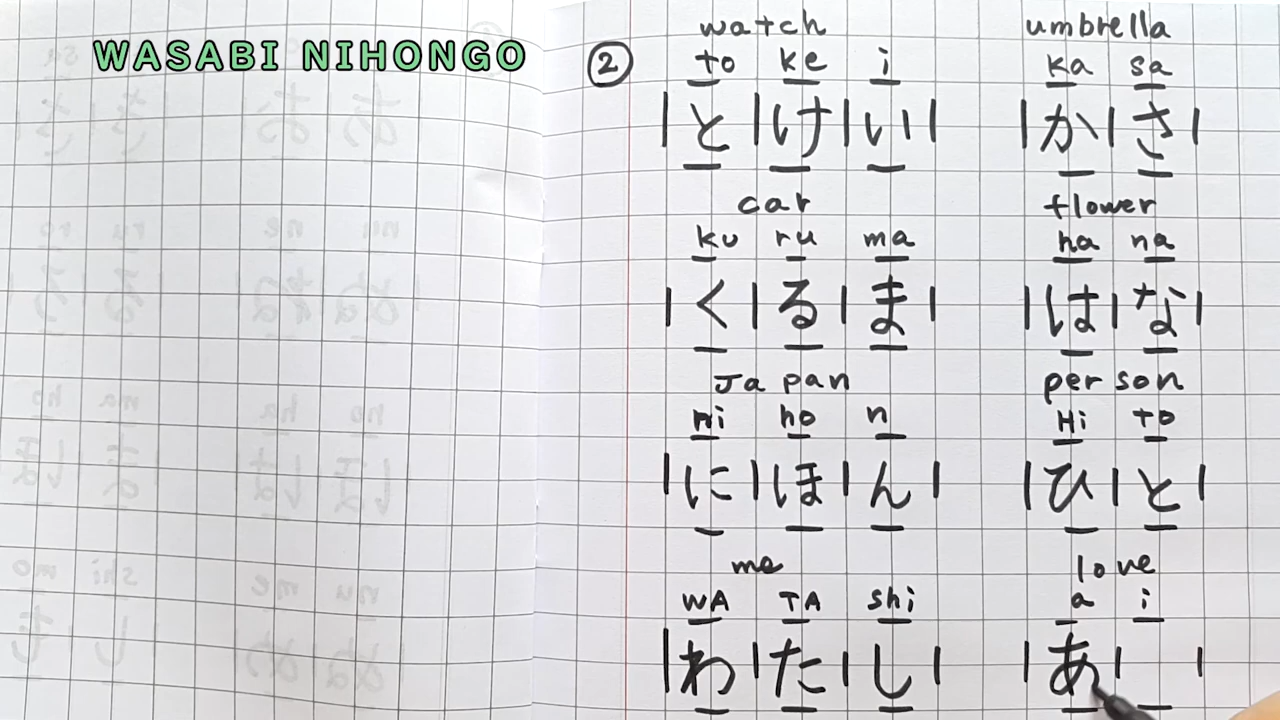 WASABI NIHONGO
②
watch
to ke i
とけい
umbrella
ka sa
かさ
car
ku ru ma
くるま
flower
ha na
はな
Japan
ni ho n
にほん
person
Hi to
ひと
me
WA TA shi
わたし
love
a i
あ